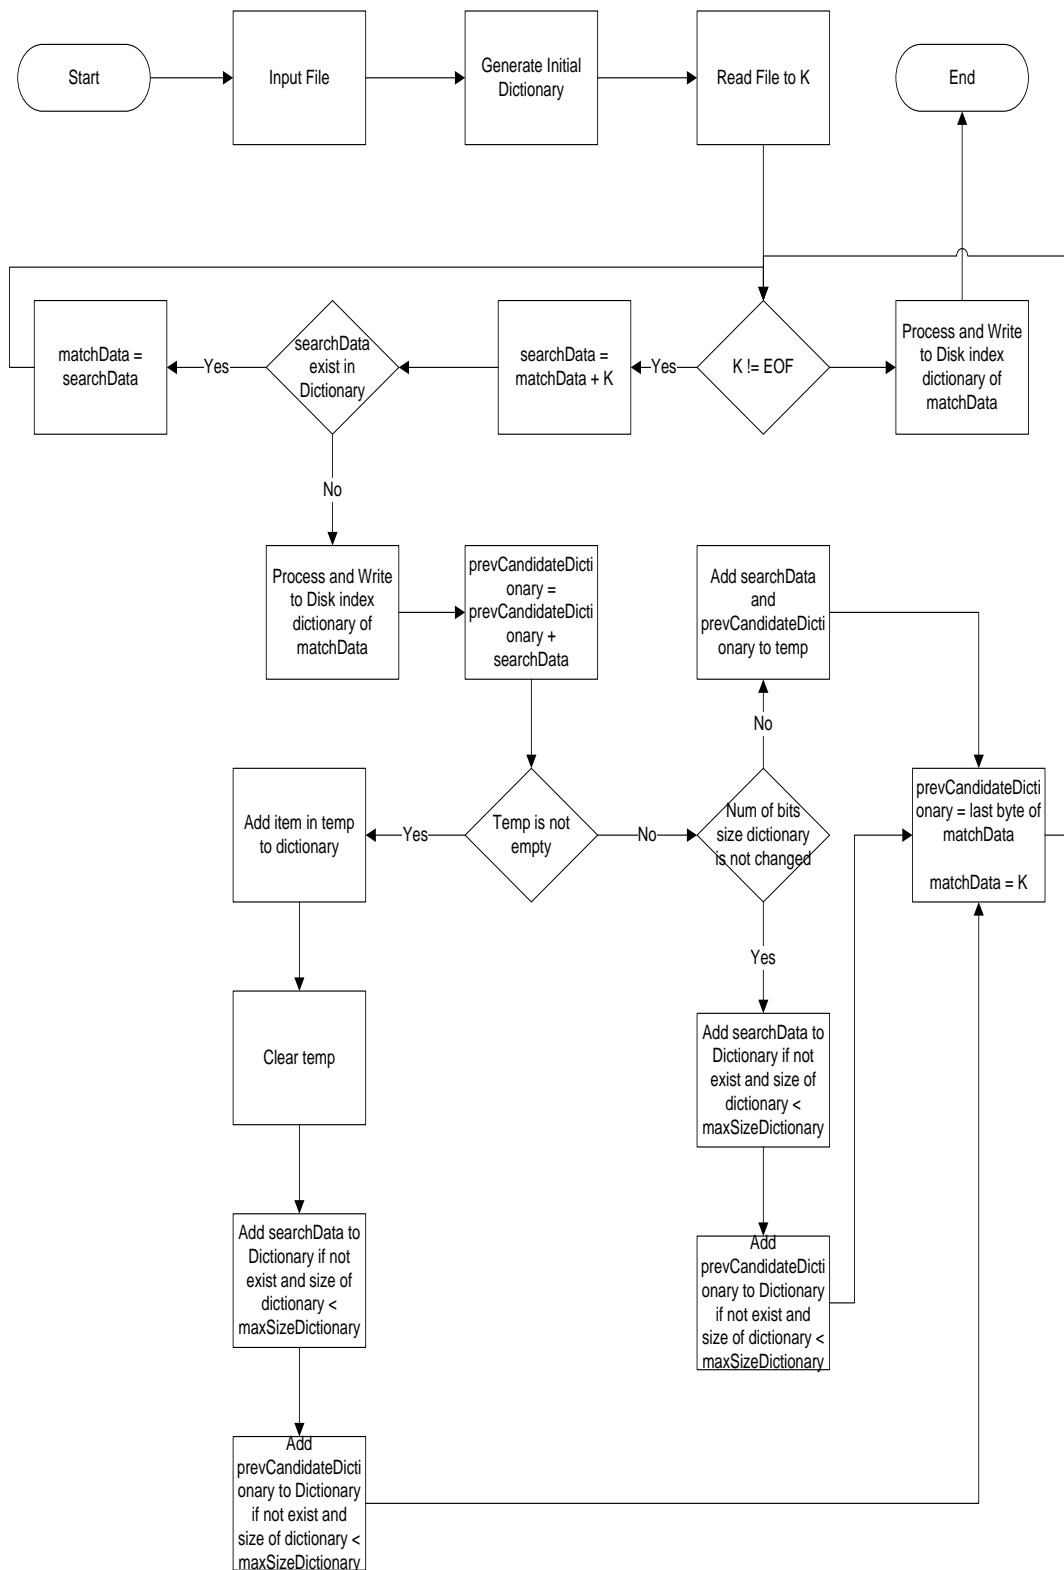 Start
Input File
Generate Initial
Dictionary
Read File to K
End
matchData =
searchData
Yes
searchData
exist in
Dictionary
searchData =
matchData + K
Yes
K != EOF
Process and Write
to Disk index
dictionary of
matchData
No
Process and Write
to Disk index
dictionary of
matchData
prevCandidateDicti
onary =
prevCandidateDicti
onary +
searchData
Add searchData
and
prevCandidateDicti
onary to temp
No
Add item in temp
to dictionary
Yes
Temp is not
empty
No
Num of bits
size dictionary
is not changed
prevCandidateDicti
onary = last byte of
matchData
matchData = K
Yes
Clear temp
Add searchData to
Dictionary if not
exist and size of
dictionary <
maxSizeDictionary
Add searchData to
Dictionary if not
exist and size of
dictionary <
maxSizeDictionary
Add
prevCandidateDicti
onary to Dictionary
if not exist and
size of dictionary <
maxSizeDictionary
Add
prevCandidateDicti
onary to Dictionary
if not exist and
size of dictionary <
maxSizeDictionary